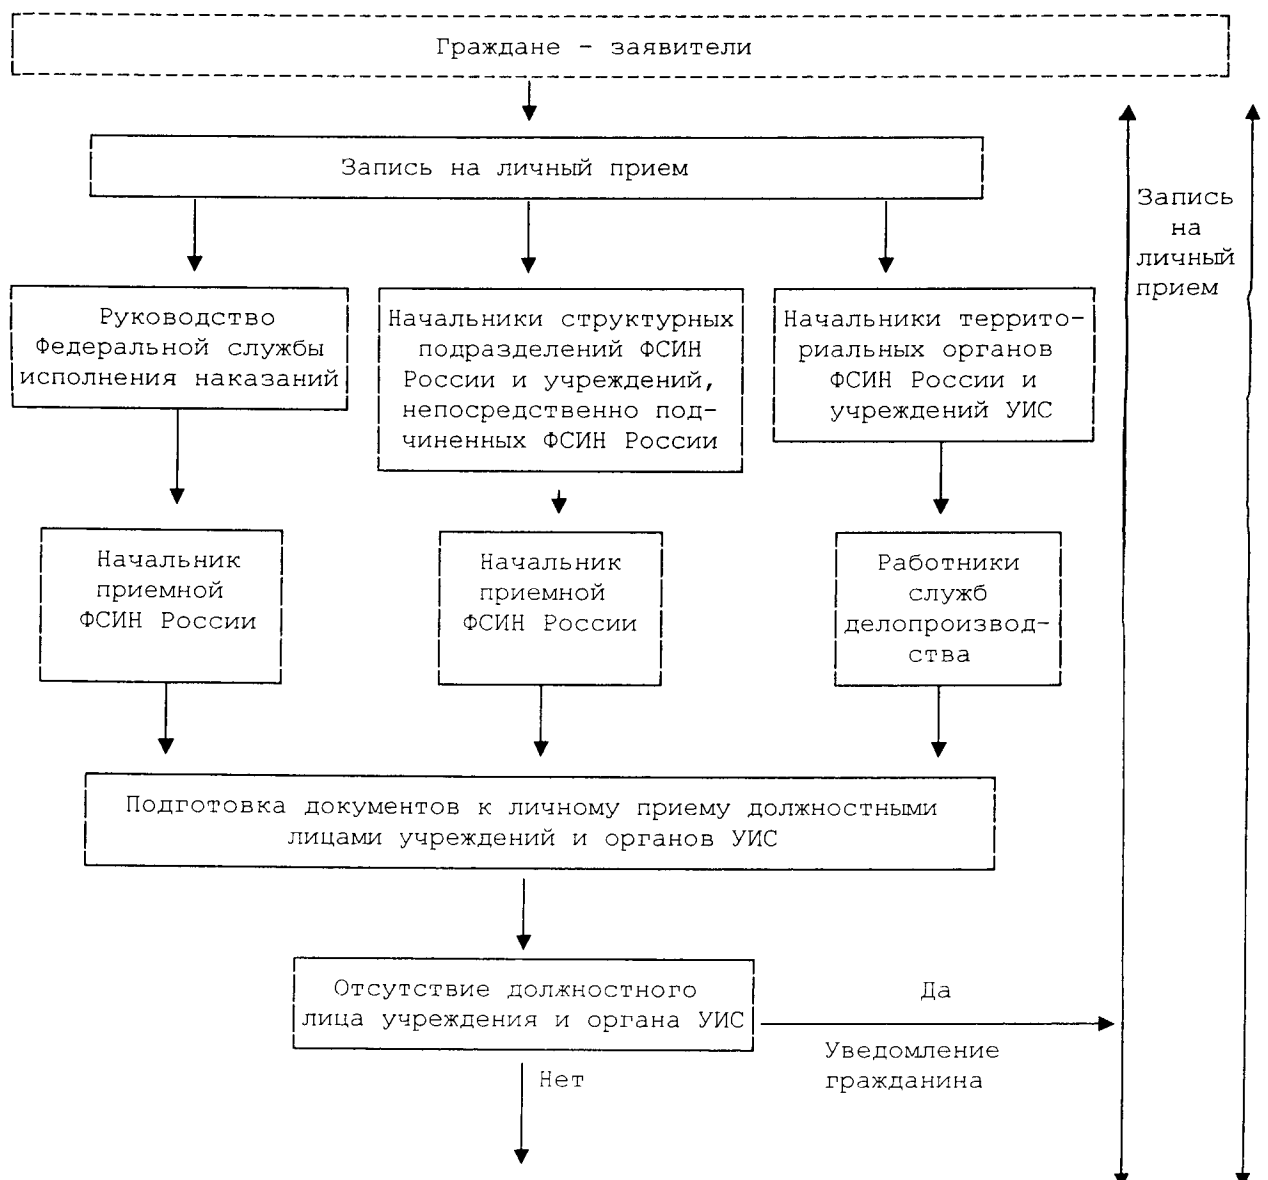 Граждане - заявители
Запись на личный прием
Запись
на
личный
прием
Руководство
Федеральной службы
исполнения наказаний
Начальники структурных
подразделений ФСИН
России и учреждений,
непосредственно под-
чиненных ФСИН России
Начальники террито-
риальных органов
ФСИН России и
учреждений УИС
Начальник
приемной
ФСИН России
Начальник
приемной
ФСИН России
Работники
служб
делопроизвод-
ства
Подготовка документов к личному приему должностными
лицами учреждений и органов УИС
Отсутствие должностного
лица учреждения и органа УИС
Да
Уведомление
гражданина
Нет